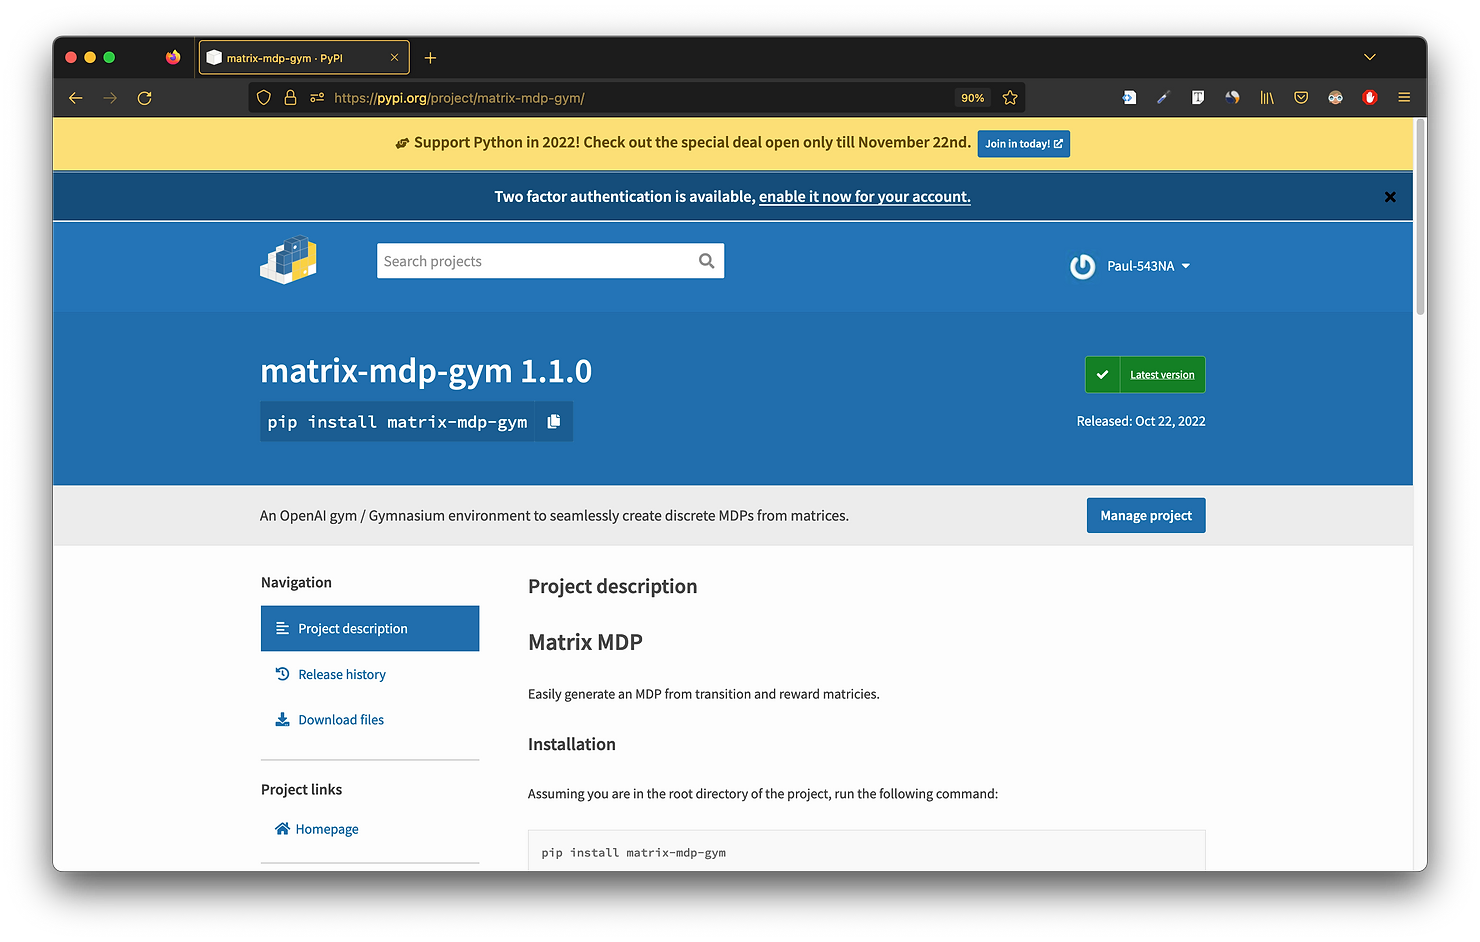 matrix-mdp-gym · PyPI
https://pypi.org/project/matrix-mdp-gym/
90%
Support Python in 2022! Check out the special deal open only till November 22nd. Join in today!
Two factor authentication is available, enable it now for your account.
Search projects
Paul-543NA
matrix-mdp-gym 1.1.0
Latest version
pip install matrix-mdp-gym
Released: Oct 22, 2022
An OpenAI gym / Gymnasium environment to seamlessly create discrete MDPs from matrices.
Manage project
Navigation
Project description
Release history
Download files
Project links
Homepage
Project description
Matrix MDP
Easily generate an MDP from transition and reward matricies.
Installation
Assuming you are in the root directory of the project, run the following command:
pip install matrix-mdp-gym